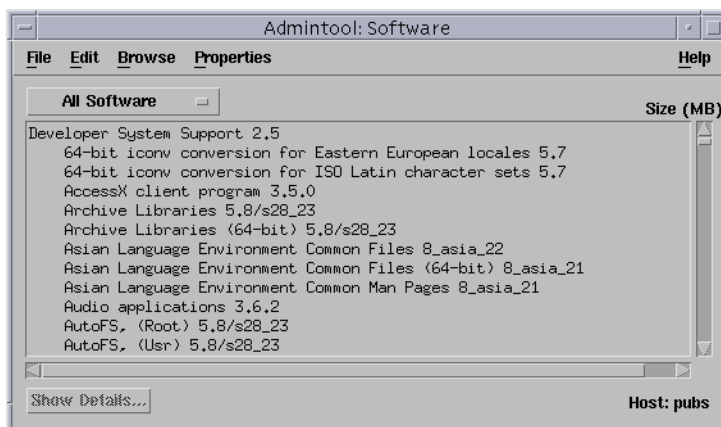 Admintool: Software
File Edit Browse Properties Help
All Software
Size (MB)
Developer System Support 2.5
64-bit iconv conversion for Eastern European locales 5.7
64-bit iconv conversion for ISO Latin character sets 5.7
AccessX client program 3.5.0
Archive Libraries 5.8/s28_23
Archive Libraries (64-bit) 5.8/s28_23
Asian Language Environment Common Files 8_asia_22
Asian Language Environment Common Files (64-bit) 8_asia_21
Asian Language Environment Common Man Pages 8_asia_21
Audio applications 3.6.2
AutoFS, (Root) 5.8/s28_23
AutoFS, (Usr) 5.8/s28_23
Show Details...
Host: pubs